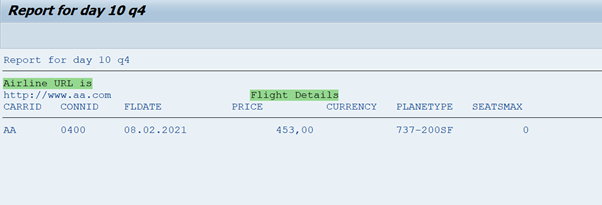 Report for day 10 q4
Report for day 10 q4
Airline URL is
http://www.aa.com Flight Details
CARRID CONNID FLDATE PRICE CURRENCY PLANETYPE SEATSMAX
AA 0400 08.02.2021 453,00 737-200SF 0